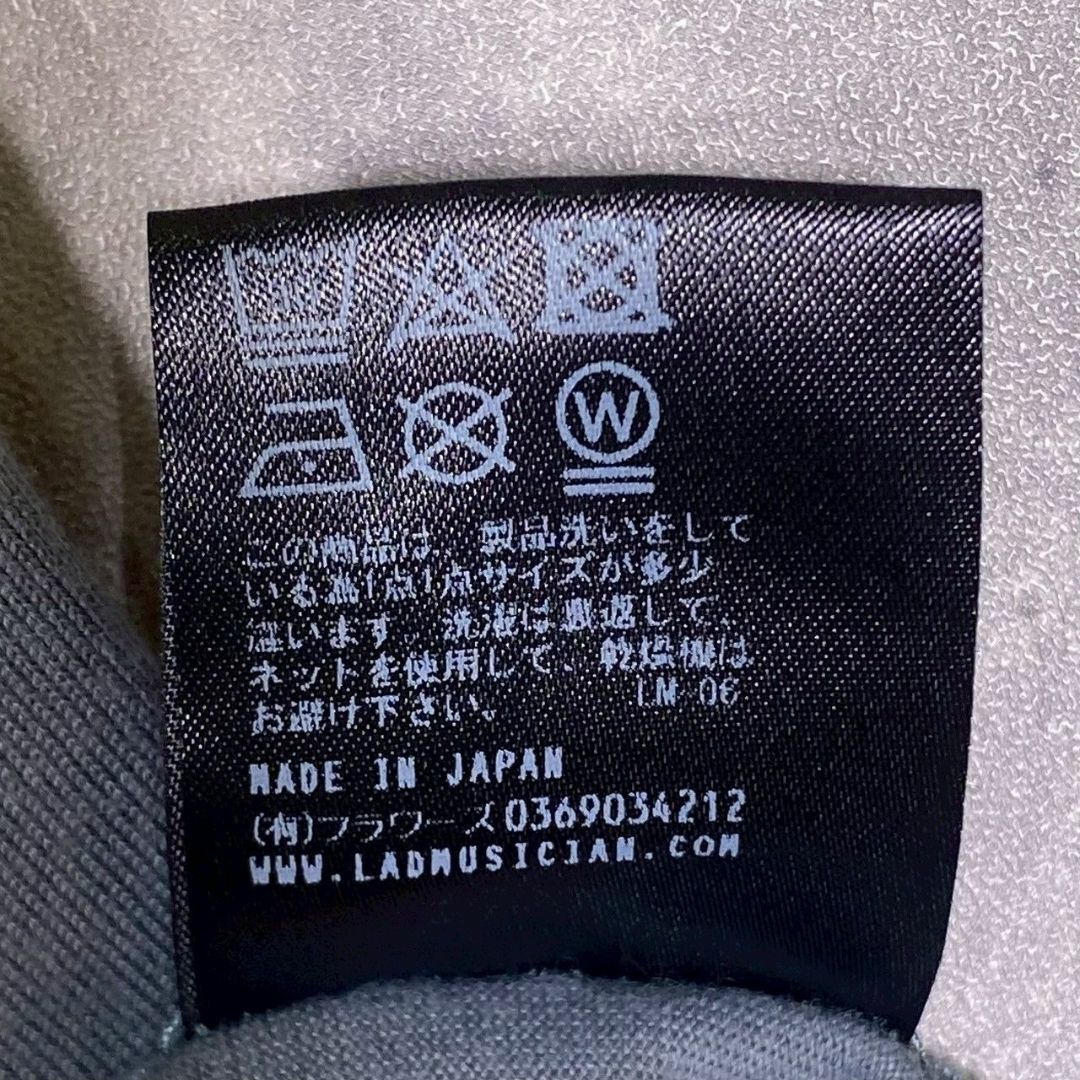 W
この商品は、製品洗いをして
いる為1点1点サイズが多少
違います。洗濯は裏返して、
ネットを使用して、乾燥機は
お避け下さい。 LM 06
MADE IN JAPAN
(有)フラワーズ0369034212
WWW.LADMUSICIAN.COM